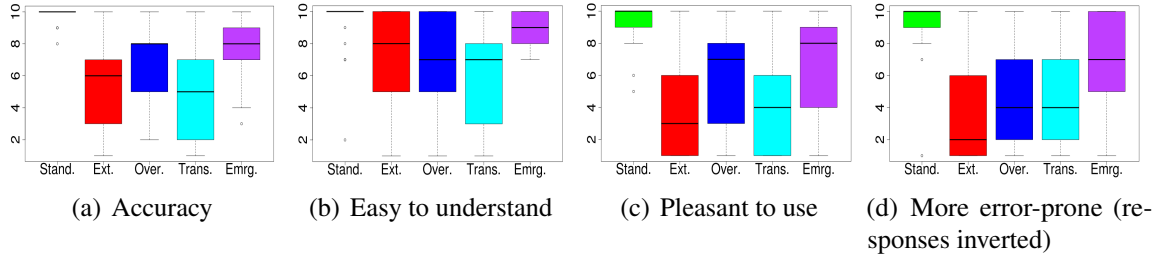 10
8
6
4
2
Stand. Ext. Over. Trans. Emrg.
(a) Accuracy
10
8
6
4
2
Stand. Ext. Over. Trans. Emrg.
(b) Easy to understand
10
8
6
4
2
Stand. Ext. Over. Trans. Emrg.
(c) Pleasant to use
10
8
6
4
2
Stand. Ext. Over. Trans. Emrg.
(d) More error-prone (re-
sponses inverted)